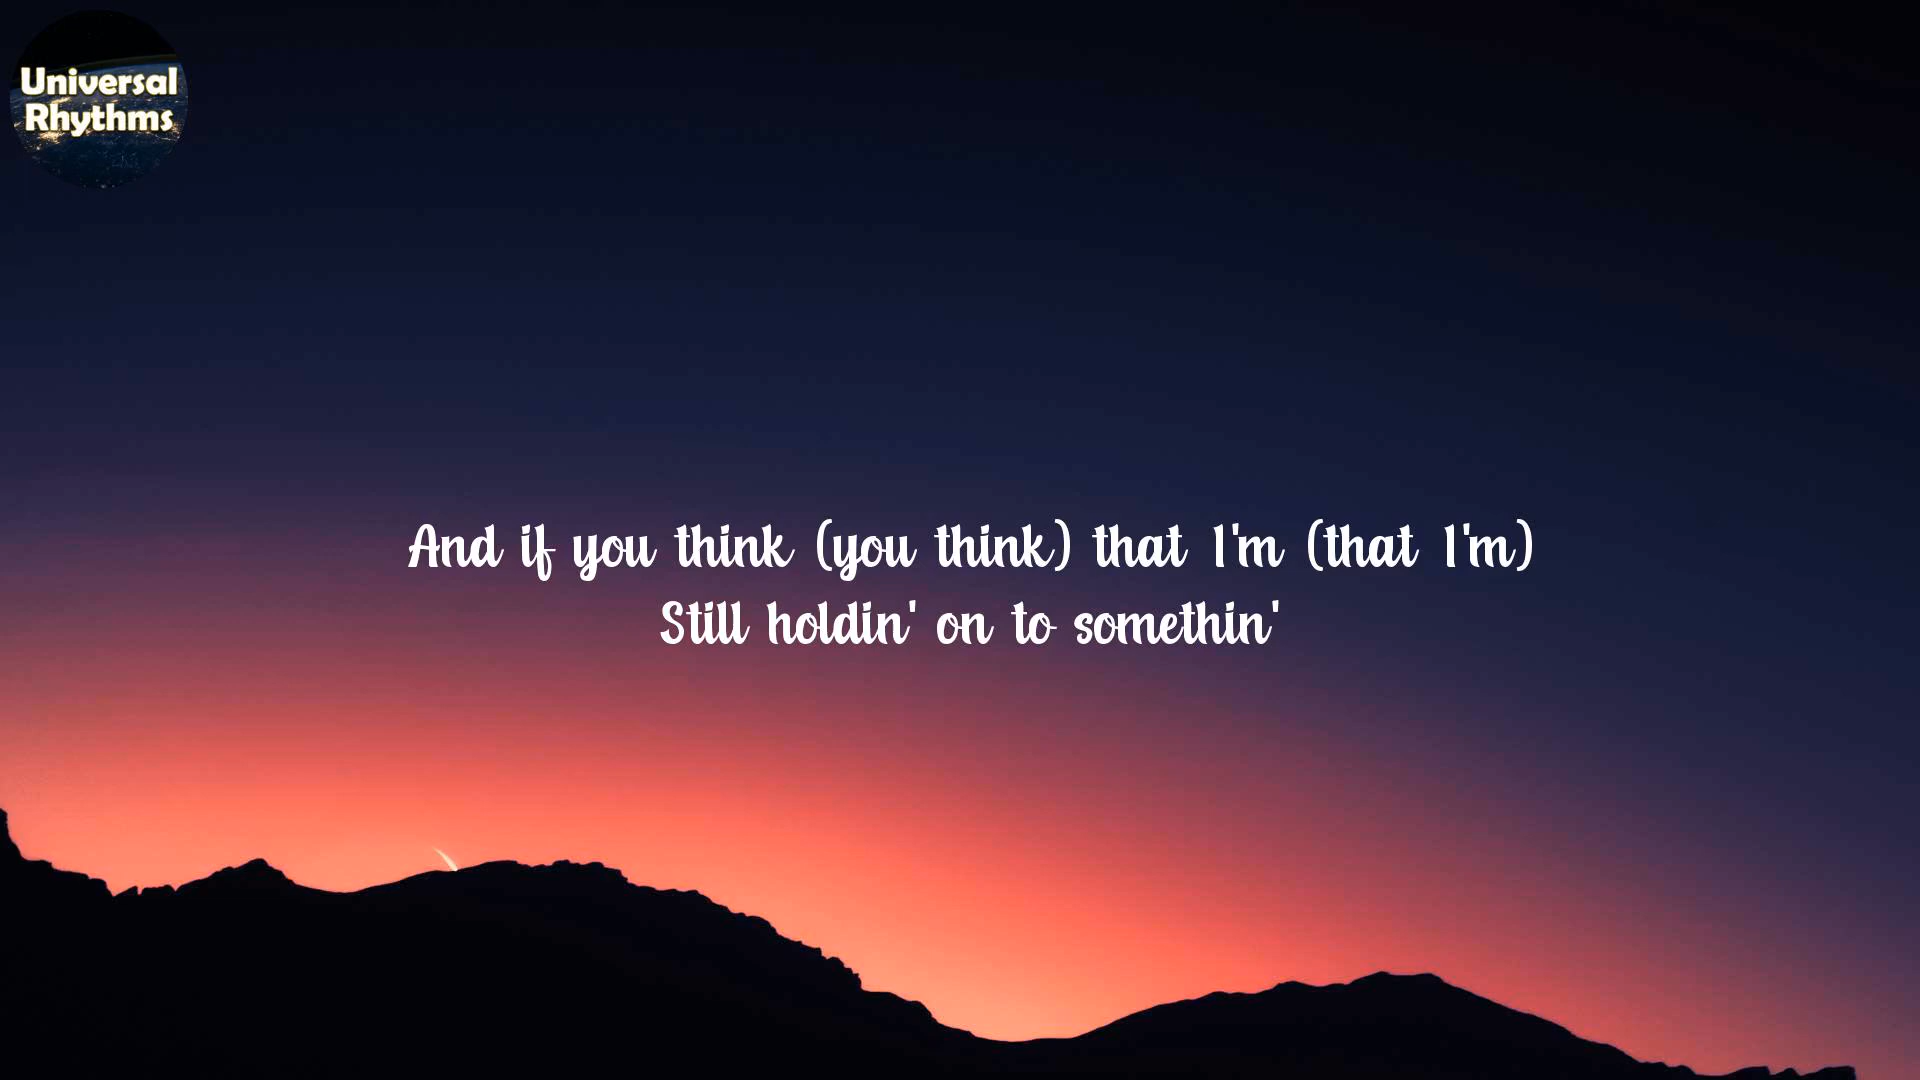 Universal
Rhythms
And if you think (you think) that I'm (that I'm)
Still holdin' on to somethin'